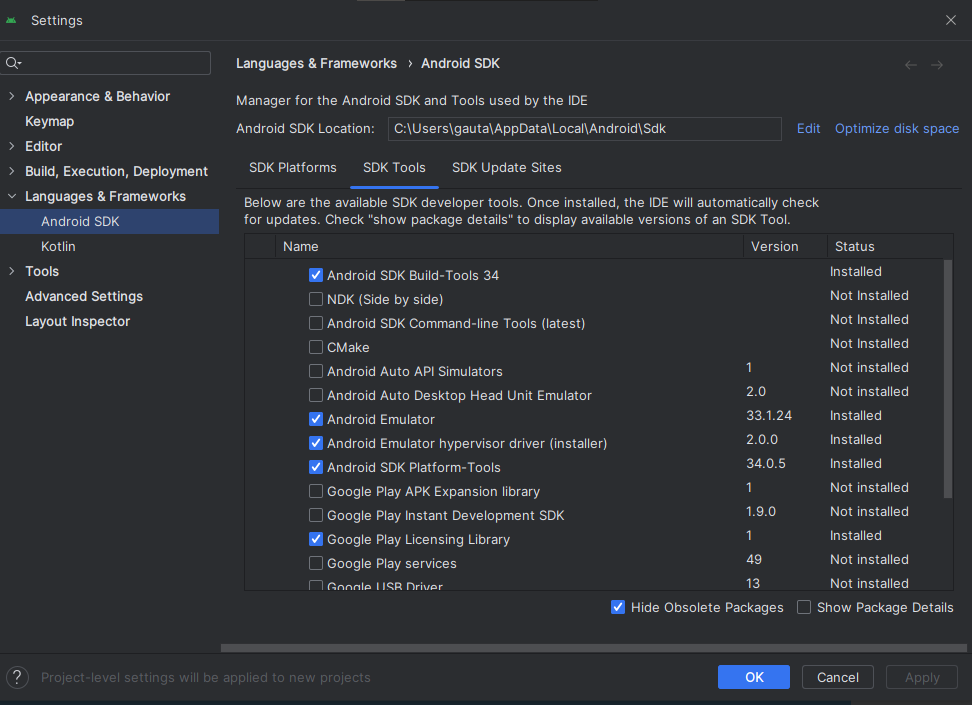 Settings
Languages & Frameworks › Android SDK
Appearance & Behavior
Keymap
Editor
Build, Execution, Deployment
Languages & Frameworks
Android SDK
Kotlin
Tools
Advanced Settings
Layout Inspector
Manager for the Android SDK and Tools used by the IDE
Android SDK Location: C:\Users\gauta\AppData\Local\Android\Sdk Edit Optimize disk space
SDK Platforms SDK Tools SDK Update Sites
Below are the available SDK developer tools. Once installed, the IDE will automatically check
for updates. Check "show package details" to display available versions of an SDK Tool.
Name Version Status
Android SDK Build-Tools 34 Installed
NDK (Side by side) Not Installed
Android SDK Command-line Tools (latest) Not Installed
CMake Not Installed
Android Auto API Simulators 1 Not installed
Android Auto Desktop Head Unit Emulator 2.0 Not installed
Android Emulator 33.1.24 Installed
Android Emulator hypervisor driver (installer) 2.0.0 Installed
Android SDK Platform-Tools 34.0.5 Installed
Google Play APK Expansion library 1 Not installed
Google Play Instant Development SDK 1.9.0 Not installed
Google Play Licensing Library 1 Installed
Google Play services 49 Not installed
Google USB Driver 13 Not installed
Hide Obsolete Packages Show Package Details
? Project-level settings will be applied to new projects
OK Cancel Apply